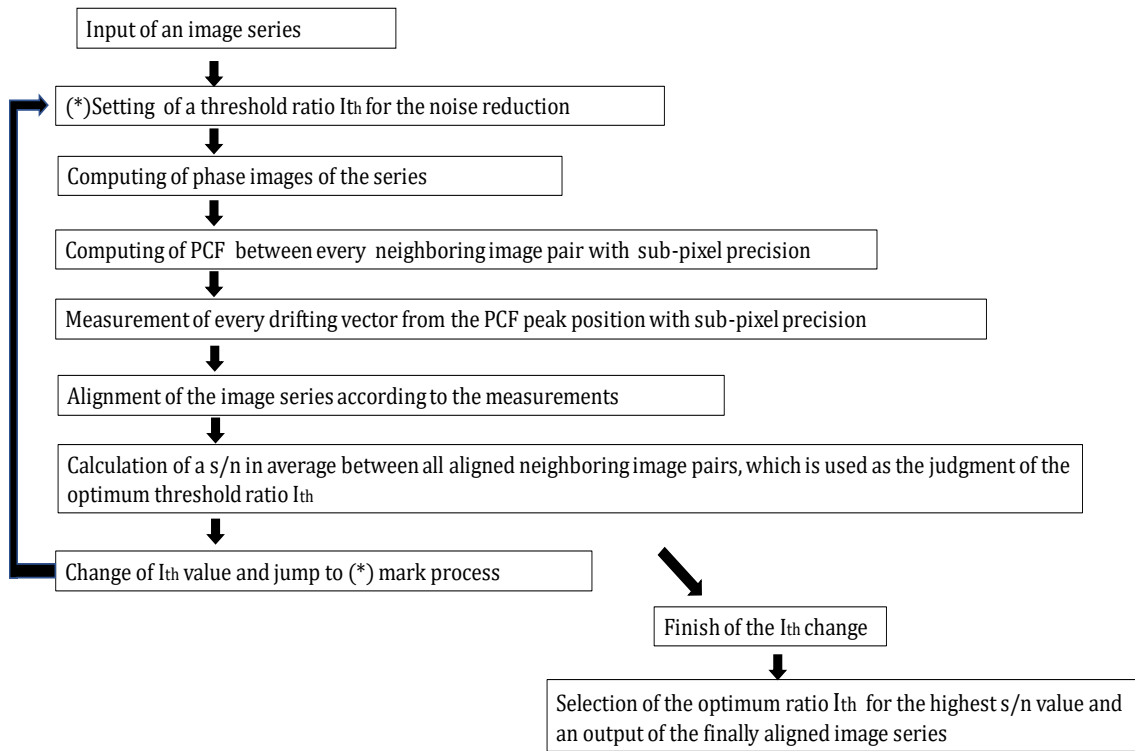 Input of an image series
(*)Setting of a threshold ratio Ith for the noise reduction
Computing of phase images of the series
Computing of PCF between every neighboring image pair with sub-pixel precision
Measurement of every drifting vector from the PCF peak position with sub-pixel precision
Alignment of the image series according to the measurements
Calculation of a s/n in average between all aligned neighboring image pairs, which is used as the judgment of the
optimum threshold ratio Ith
Change of Ith value and jump to (*) mark process
Finish of the Ith change
Selection of the optimum ratio Ith for the highest s/n value and
an output of the finally aligned image series